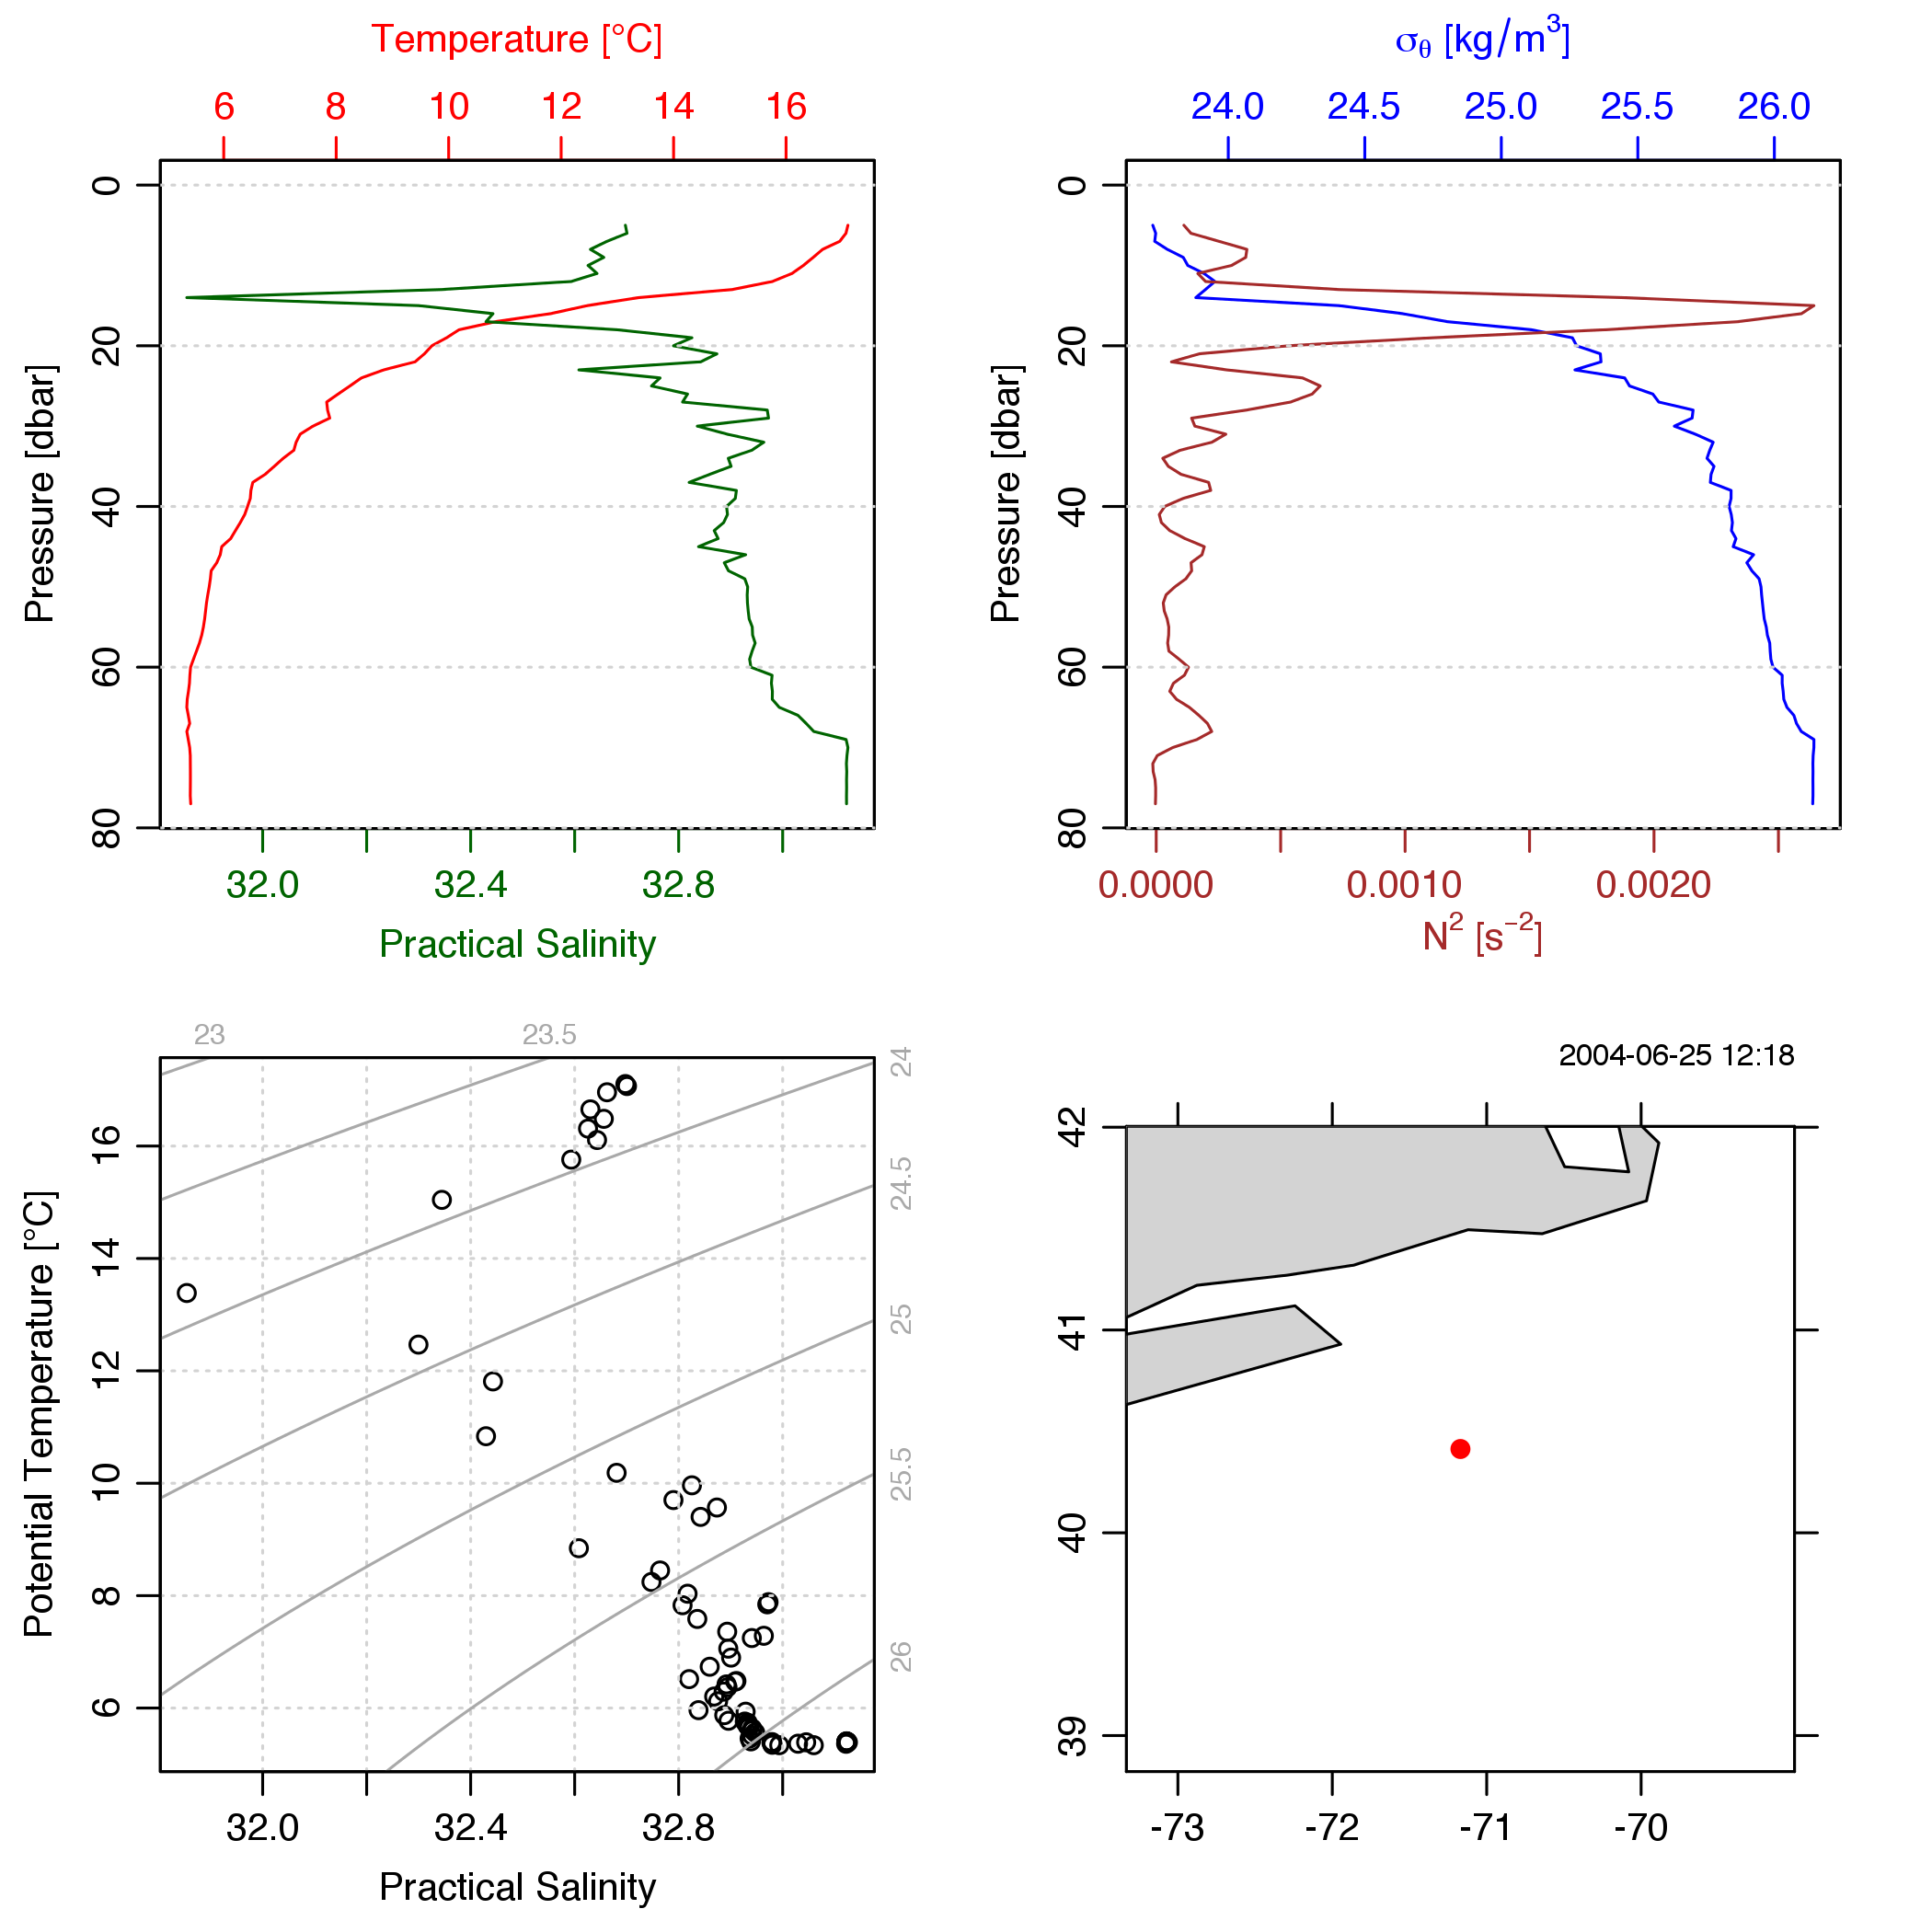 Temperature [°C]
6 8 10 12 14 16
Pressure [dbar]
0 20 40 60 80
32.0 32.4 32.8
Practical Salinity
σθ [kg/m³]
24.0 24.5 25.0 25.5 26.0
Pressure [dbar]
0 20 40 60 80
0.0000 0.0010 0.0020
N² [s⁻²]
23 23.5
24 24.5 25 25.5 26
Potential Temperature [°C]
16 14 12 10 8 6
32.0 32.4 32.8
Practical Salinity
2004-06-25 12:18
42 41 40 39
-73 -72 -71 -70